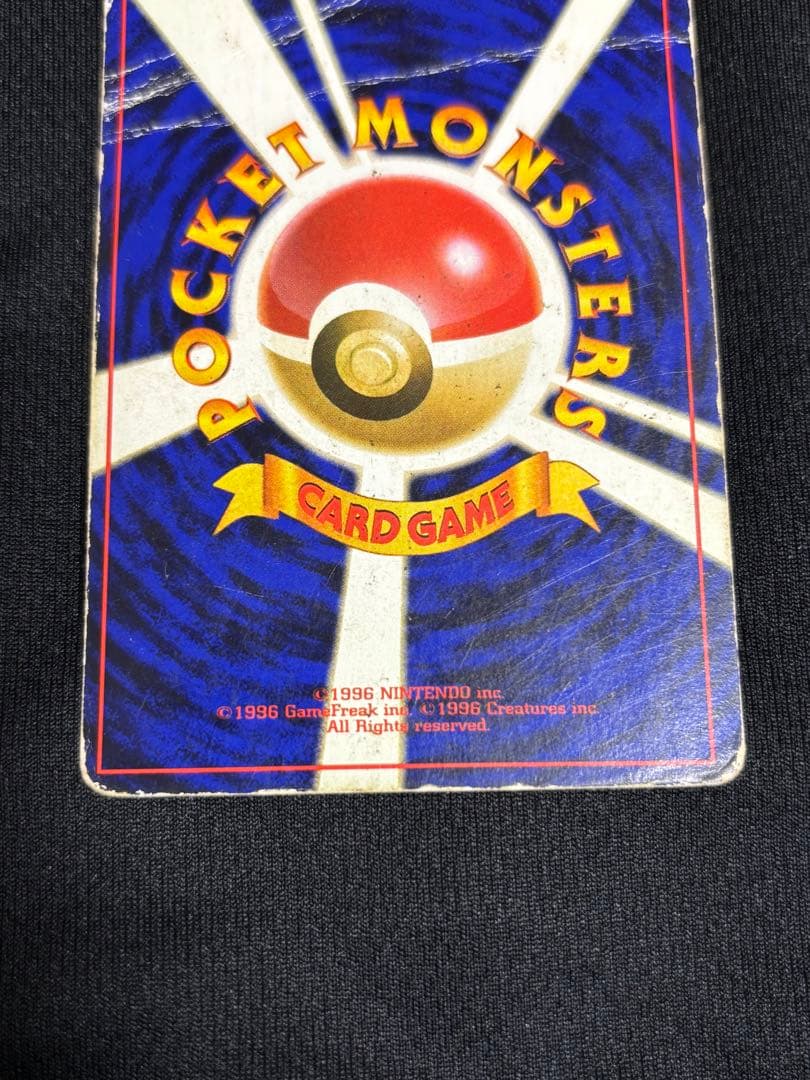 POCKET MONSTERS
CARD GAME
©1996 NINTENDO inc.
©1996 GameFreak inc. ©1996 Creatures inc.
All Rights reserved.